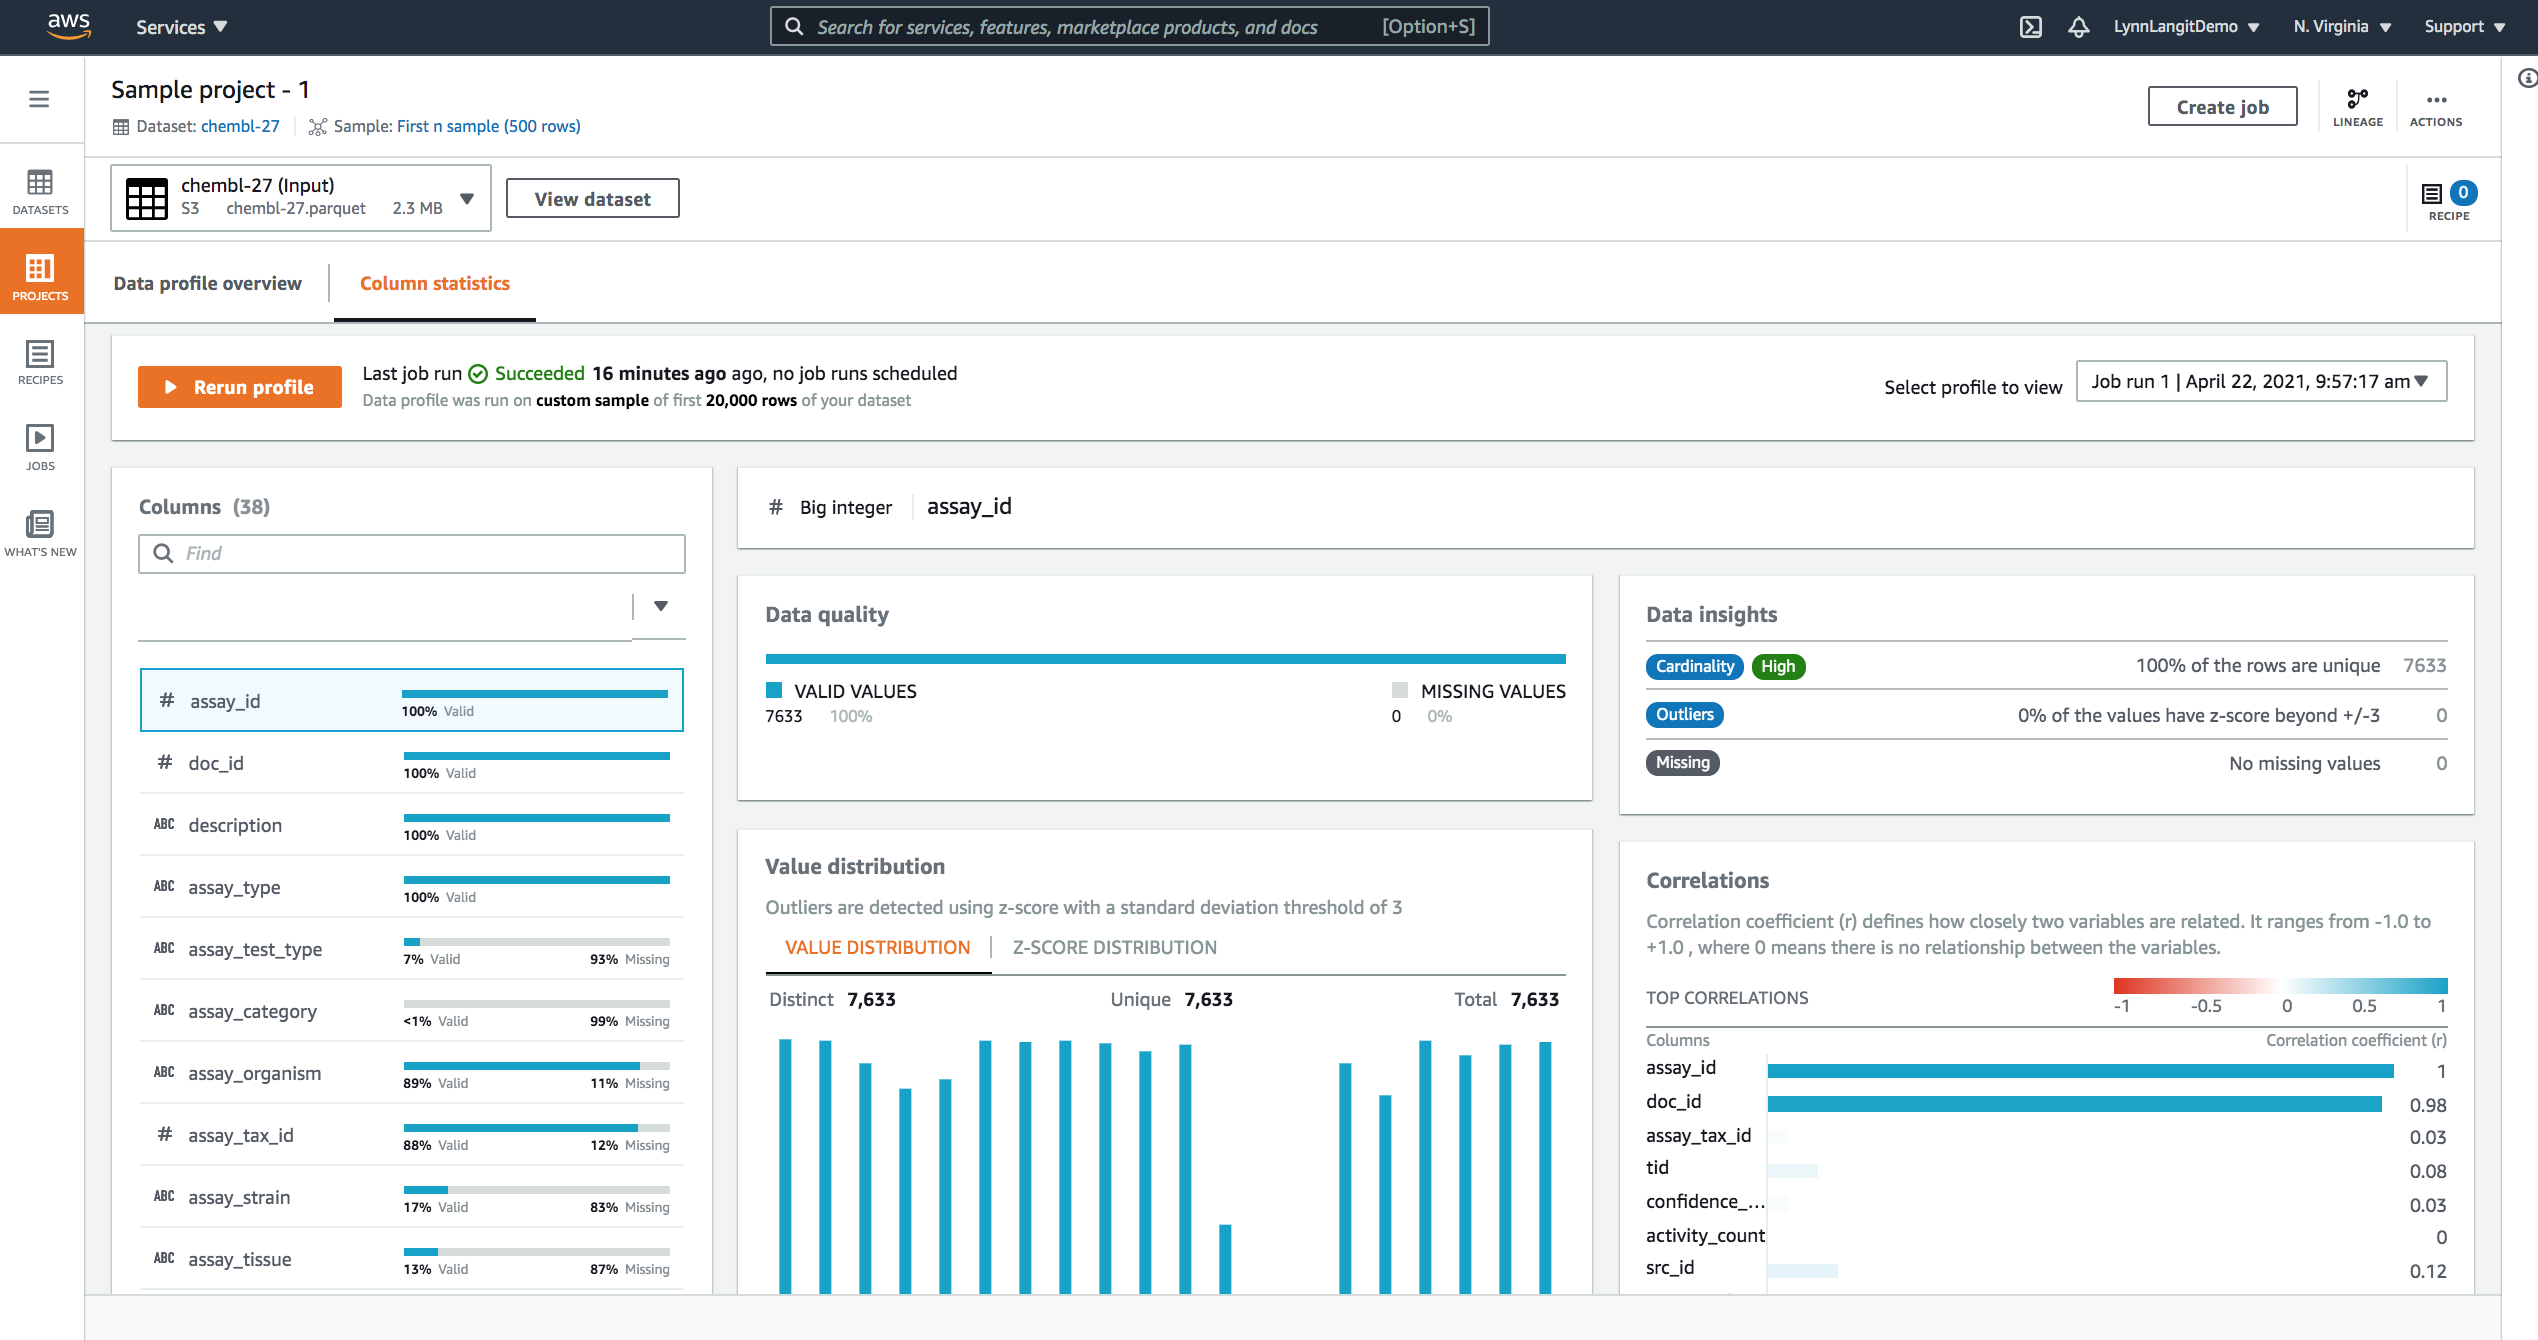 aws
Services
Search for services, features, marketplace products, and docs [Option+S]
LynnLangitDemo
N. Virginia
Support
Sample project - 1
Dataset: chembl-27
Sample: First n sample (500 rows)
Create job
LINEAGE
ACTIONS
chembl-27 (Input)
S3 chembl-27.parquet 2.3 MB
View dataset
0
RECIPE
DATASETS
PROJECTS
RECIPES
JOBS
WHAT'S NEW
Data profile overview
Column statistics
Rerun profile
Last job run Succeeded 16 minutes ago ago, no job runs scheduled
Data profile was run on custom sample of first 20,000 rows of your dataset
Select profile to view
Job run 1 | April 22, 2021, 9:57:17 am
Columns (38)
Find
# assay_id
100% Valid
# doc_id
100% Valid
ABC description
100% Valid
ABC assay_type
100% Valid
ABC assay_test_type
7% Valid 93% Missing
ABC assay_category
<1% Valid 99% Missing
ABC assay_organism
89% Valid 11% Missing
# assay_tax_id
88% Valid 12% Missing
ABC assay_strain
17% Valid 83% Missing
ABC assay_tissue
13% Valid 87% Missing
# Big integer assay_id
Data quality
VALID VALUES
7633 100%
MISSING VALUES
0 0%
Data insights
Cardinality High 100% of the rows are unique 7633
Outliers 0% of the values have z-score beyond +/-3 0
Missing No missing values 0
Value distribution
Outliers are detected using z-score with a standard deviation threshold of 3
VALUE DISTRIBUTION Z-SCORE DISTRIBUTION
Distinct 7,633 Unique 7,633 Total 7,633
Correlations
Correlation coefficient (r) defines how closely two variables are related. It ranges from -1.0 to
+1.0 , where 0 means there is no relationship between the variables.
TOP CORRELATIONS
-1 -0.5 0 0.5 1
Columns Correlation coefficient (r)
assay_id 1
doc_id 0.98
assay_tax_id 0.03
tid 0.08
confidence_... 0.03
activity_count 0
src_id 0.12